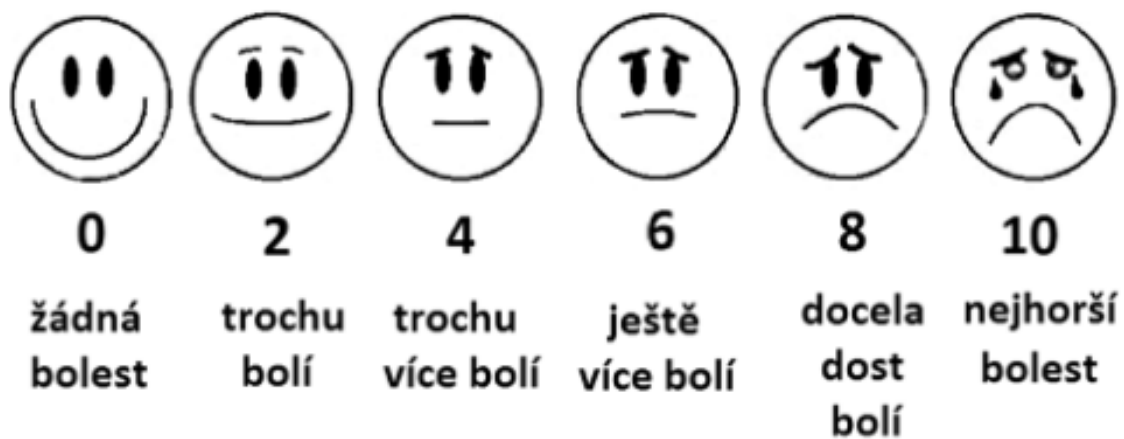 0 2 4 6 8 10
žádná bolest
trochu bolí
trochu více bolí
ještě více bolí
docela dost bolí
nejhorší bolest